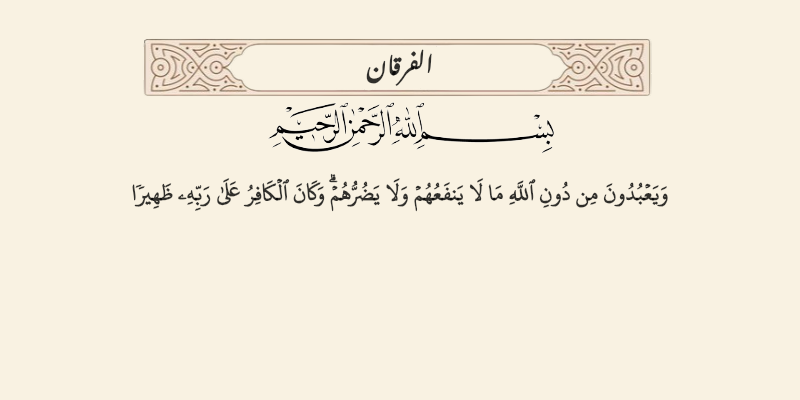 الفرقان
بِسْمِ ٱللَّهِ ٱلرَّحْمَٰنِ ٱلرَّحِيمِ
وَيَعْبُدُونَ مِن دُونِ ٱللَّهِ مَا لَا يَنفَعُهُمْ وَلَا يَضُرُّهُمْ ۗ وَكَانَ ٱلْكَافِرُ عَلَىٰ رَبِّهِۦ ظَهِيرًا